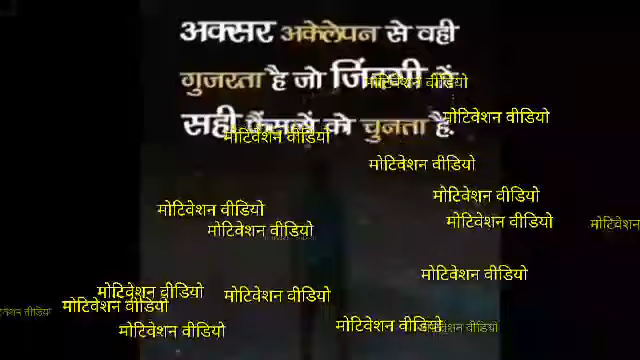 अक्सर अकेलेपन से वही
गुजरता है जो जिंदगी में
मोटिवेशन वीडियो
मोटिवेशन वीडियो
सही फैसलों को चुनता है.
मोटिवेशन वीडियो
मोटिवेशन वीडियो
मोटिवेशन वीडियो
मोटिवेशन वीडियो
मोटिवेशन वीडियो
मोटिवेशन
मोटिवेशन वीडियो
मोटिवेशन वीडियो
मोटिवेशन वीडियो
मोटिवेशन वीडियो
मोटिवेशन वीडियो
वीडियो
मोटिवेशन वीडियो
मोटिवेशन वीडियो
वीडियो